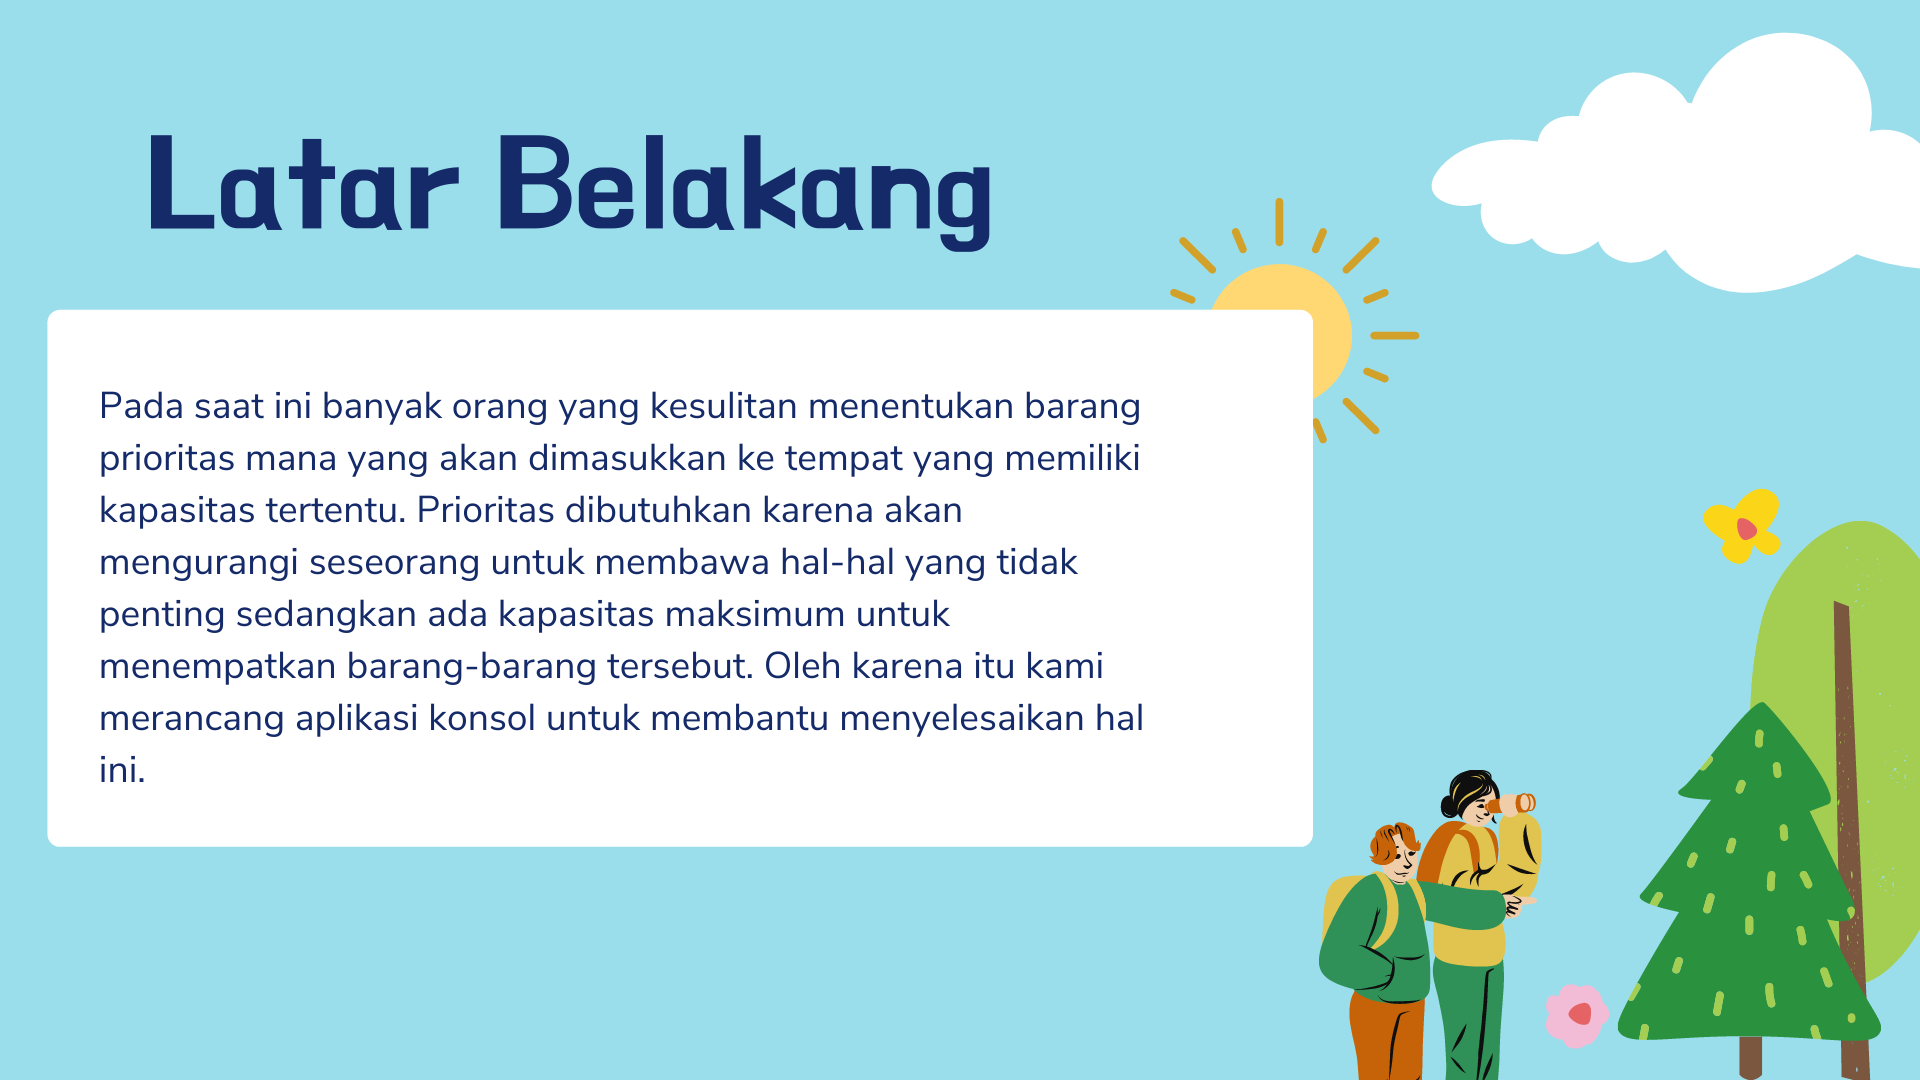 Latar Belakang
Pada saat ini banyak orang yang kesulitan menentukan barang
prioritas mana yang akan dimasukkan ke tempat yang memiliki
kapasitas tertentu. Prioritas dibutuhkan karena akan
mengurangi seseorang untuk membawa hal-hal yang tidak
penting sedangkan ada kapasitas maksimum untuk
menempatkan barang-barang tersebut. Oleh karena itu kami
merancang aplikasi konsol untuk membantu menyelesaikan hal
ini.